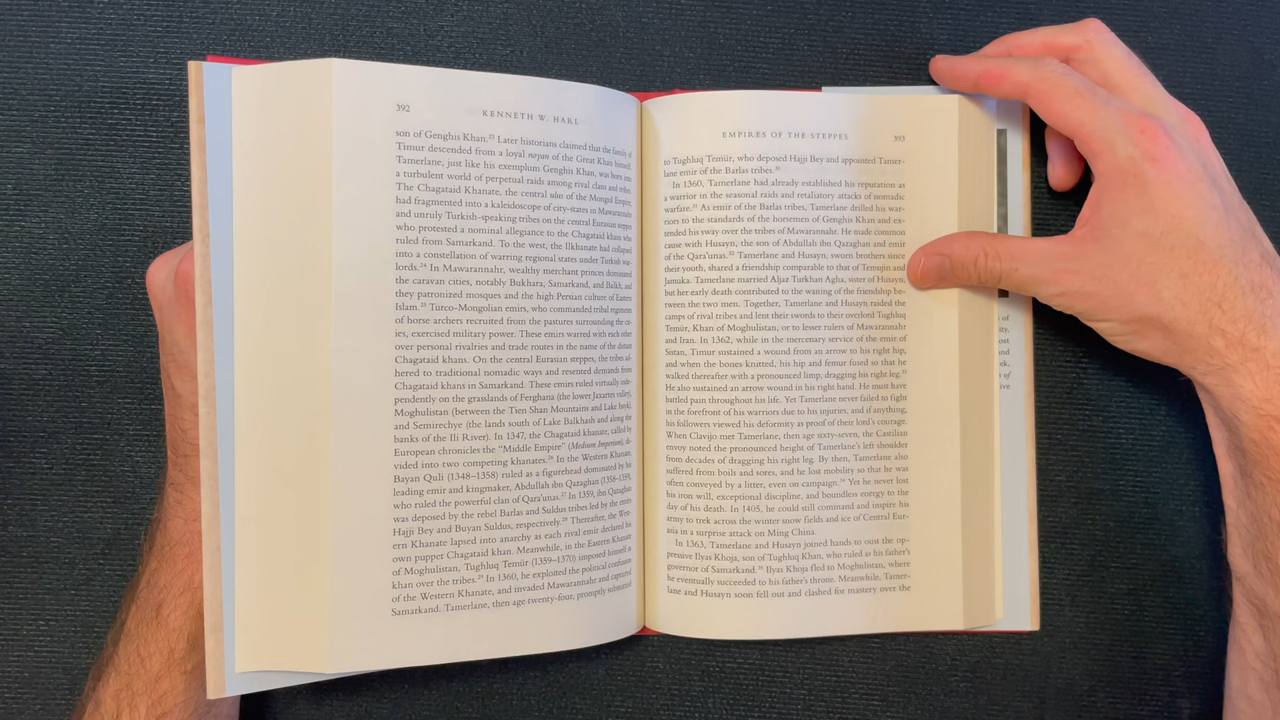 392
KENNETH W. HARL
son of Genghis Khan.²³ Later historians claimed that the family of
Timur descended from a loyal noyan of the Great Khan himself.
Tamerlane, just like his exemplum Genghis Khan, was born into
a turbulent world of perpetual raids among rival clans and tribes.
The Chagataid Khanate, the central ulus of the Mongol Empire,
had fragmented into a kaleidoscope of city-states in Mawarannahr
and unruly Turkish-speaking tribes on the central Eurasian steppes
who protested a nominal allegiance to the Chagataid khans who
ruled from Samarkand. To the west, the Ilkhanate had collapsed
into a constellation of warring regional states under Turkish war-
lords.²⁴ In Mawarannahr, wealthy merchant princes dominated
the caravan cities, notably Bukhara, Samarkand, and Balkh, and
they patronized mosques and the high Persian culture of Eastern
Islam.²⁵ Turco-Mongolian emirs, who commanded tribal regiments
of horse archers recruited from the pastures surrounding the cit-
ies, exercised military power. These emirs warred with each other
over personal rivalries and trade routes in the name of the distant
Chagataid khans. On the central Eurasian steppes, the tribes ad-
hered to traditional nomadic ways and resented demands from
Chagataid khans in Samarkand. These emirs ruled virtually inde-
pendently on the grasslands of Ferghana (the lower Jaxartes valley),
Moghulistan (between the Tien Shan Mountains and Lake Issyk),
and Semirechye (the lands south of Lake Balkhash and along the
banks of the Ili River). In 1347, the Chagataid khanate, called by
European chronicles the “Middle Empire” (Medium Imperium), di-
vided into two competing khanates.²⁶ In the Western Khanate,
Bayan Quli (1348–1358) ruled as a figurehead dominated by his
leading emir and kingmaker, Abdullah ibn Qazaghan (1358–1359),
who ruled the powerful clan of Qara’unas.²⁷ In 1359, ibn Qazaghan
was deposed by the rebel Barlas and Suldus tribes led by the emirs
Hajji Bey and Buyan Suldus, respectively.²⁸ Thereafter, the West-
ern Khanate lapsed into anarchy as each rival emir declared his
own puppet Chagataid khan. Meanwhile, in the Eastern Khanate
of Moghulistan, Tughluq Temür (1359–1370) imposed himself as
khan over the tribes.²⁹ In 1360, he exploited the political confusion
of the Western Khanate, and invaded Mawarannahr and captured
Samarkand. Tamerlane, then age twenty-four, promptly submitted
EMPIRES OF THE STEPPES
393
to Tughluq Temür, who deposed Hajji Bey and appointed Tamer-
lane emir of the Barlas tribes.³⁰
In 1360, Tamerlane had already established his reputation as
a warrior in the seasonal raids and retaliatory attacks of nomadic
warfare.³¹ As emir of the Barlas tribes, Tamerlane drilled his war-
riors to the standards of the horsemen of Genghis Khan and ex-
tended his sway over the tribes of Mawarannahr. He made common
cause with Husayn, the son of Abdullah ibn Qazaghan and emir
of the Qara’unas.³² Tamerlane and Husayn, sworn brothers since
their youth, shared a friendship comparable to that of Temujin and
Jamuka. Tamerlane married Aljaz Turkhan Agha, sister of Husayn,
but her early death contributed to the waning of the friendship be-
tween the two men. Together, Tamerlane and Husayn raided the
camps of rival tribes and lent their swords to their overlord Tughluq
Temür, Khan of Moghulistan, or to lesser rulers of Mawarannahr
and Iran. In 1362, while in the mercenary service of the emir of
Sistan, Timur sustained a wound from an arrow to his right hip,
and when the bones knitted, his hip and femur fused so that he
walked thereafter with a pronounced limp, dragging his right leg.³³
He also sustained an arrow wound in his right hand. He must have
battled pain throughout his life. Yet Tamerlane never failed to fight
in the forefront of his warriors due to his injuries, and if anything,
his followers viewed his deformity as proof of their lord’s courage.
When Clavijo met Tamerlane, then age sixty-seven, the Castilian
envoy noted the pronounced height of Tamerlane’s left shoulder
from decades of dragging his right leg. By then, Tamerlane also
suffered from boils and sores, and he lost mobility so that he was
often conveyed by a litter, even on campaign.³⁴ Yet he never lost
his iron will, exceptional discipline, and boundless energy to the
day of his death. In 1405, he could still command and inspire his
army to trek across the winter snow fields and ice of Central Eur-
asia in a surprise attack on Ming China.
In 1363, Tamerlane and Husayn joined hands to oust the op-
pressive Ilyas Khoja, son of Tughluq Khan, who ruled as his father’s
governor of Samarkand.³⁵ Ilyas Khoja fled to Moghulistan, where
he eventually succeeded to his father’s throne. Meanwhile, Tamer-
lane and Husayn soon fell out and clashed for mastery over the